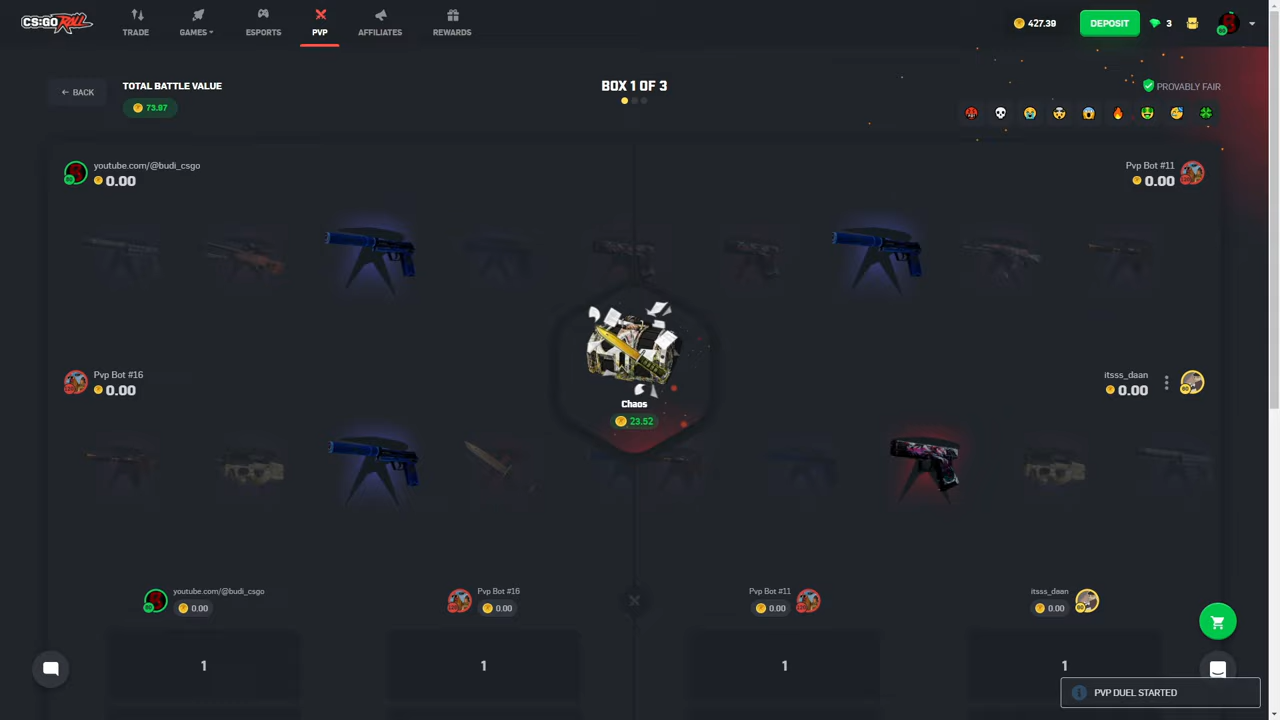 CS:GO ROLL
TRADE
GAMES
ESPORTS
PVP
AFFILIATES
REWARDS
427.39
DEPOSIT
3
80
← BACK
TOTAL BATTLE VALUE
73.97
BOX 1 OF 3
PROVABLY FAIR
youtube.com/@budi_csgo
0.00
Pvp Bot #11
0.00
Pvp Bot #16
0.00
itsss_daan
0.00
Chaos
23.52
youtube.com/@budi_csgo
0.00
Pvp Bot #16
0.00
Pvp Bot #11
0.00
itsss_daan
0.00
1
1
1
1
PVP DUEL STARTED